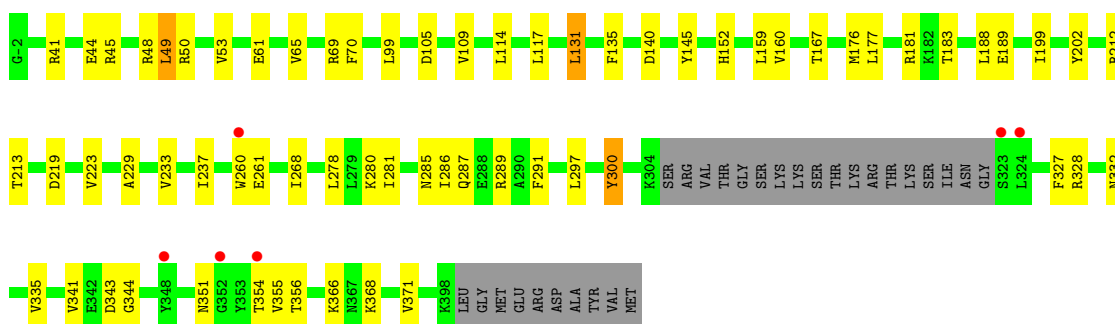 G-2 R41 E44 R45 R48 L49 R50 V53 E61 V65 R69 F70 L99 D105 V109 L114 L117 L131 F135 D140 Y145 H152 L159 V160 T167 M176 L177 R181 K182 T183 L188 E189 I199 Y202
T213 D219 V223 A229 V233 I237 W260 E261 I268 L278 L279 K280 I281 N285 I286 Q287 E288 R289 A290 F291 L297 Y300 K304 SER ARG VAL THR GLY SER LYS LYS SER THR LYS ARG THR LYS SER ILE ASN GLY S323 L324 F327 R328
V335 V341 E342 D343 G344 Y348 N351 G352 Y353 T354 V355 T356 K366 N367 K368 V371 K398 LEU GLY MET GLU ARG ASP ALA TYR VAL MET